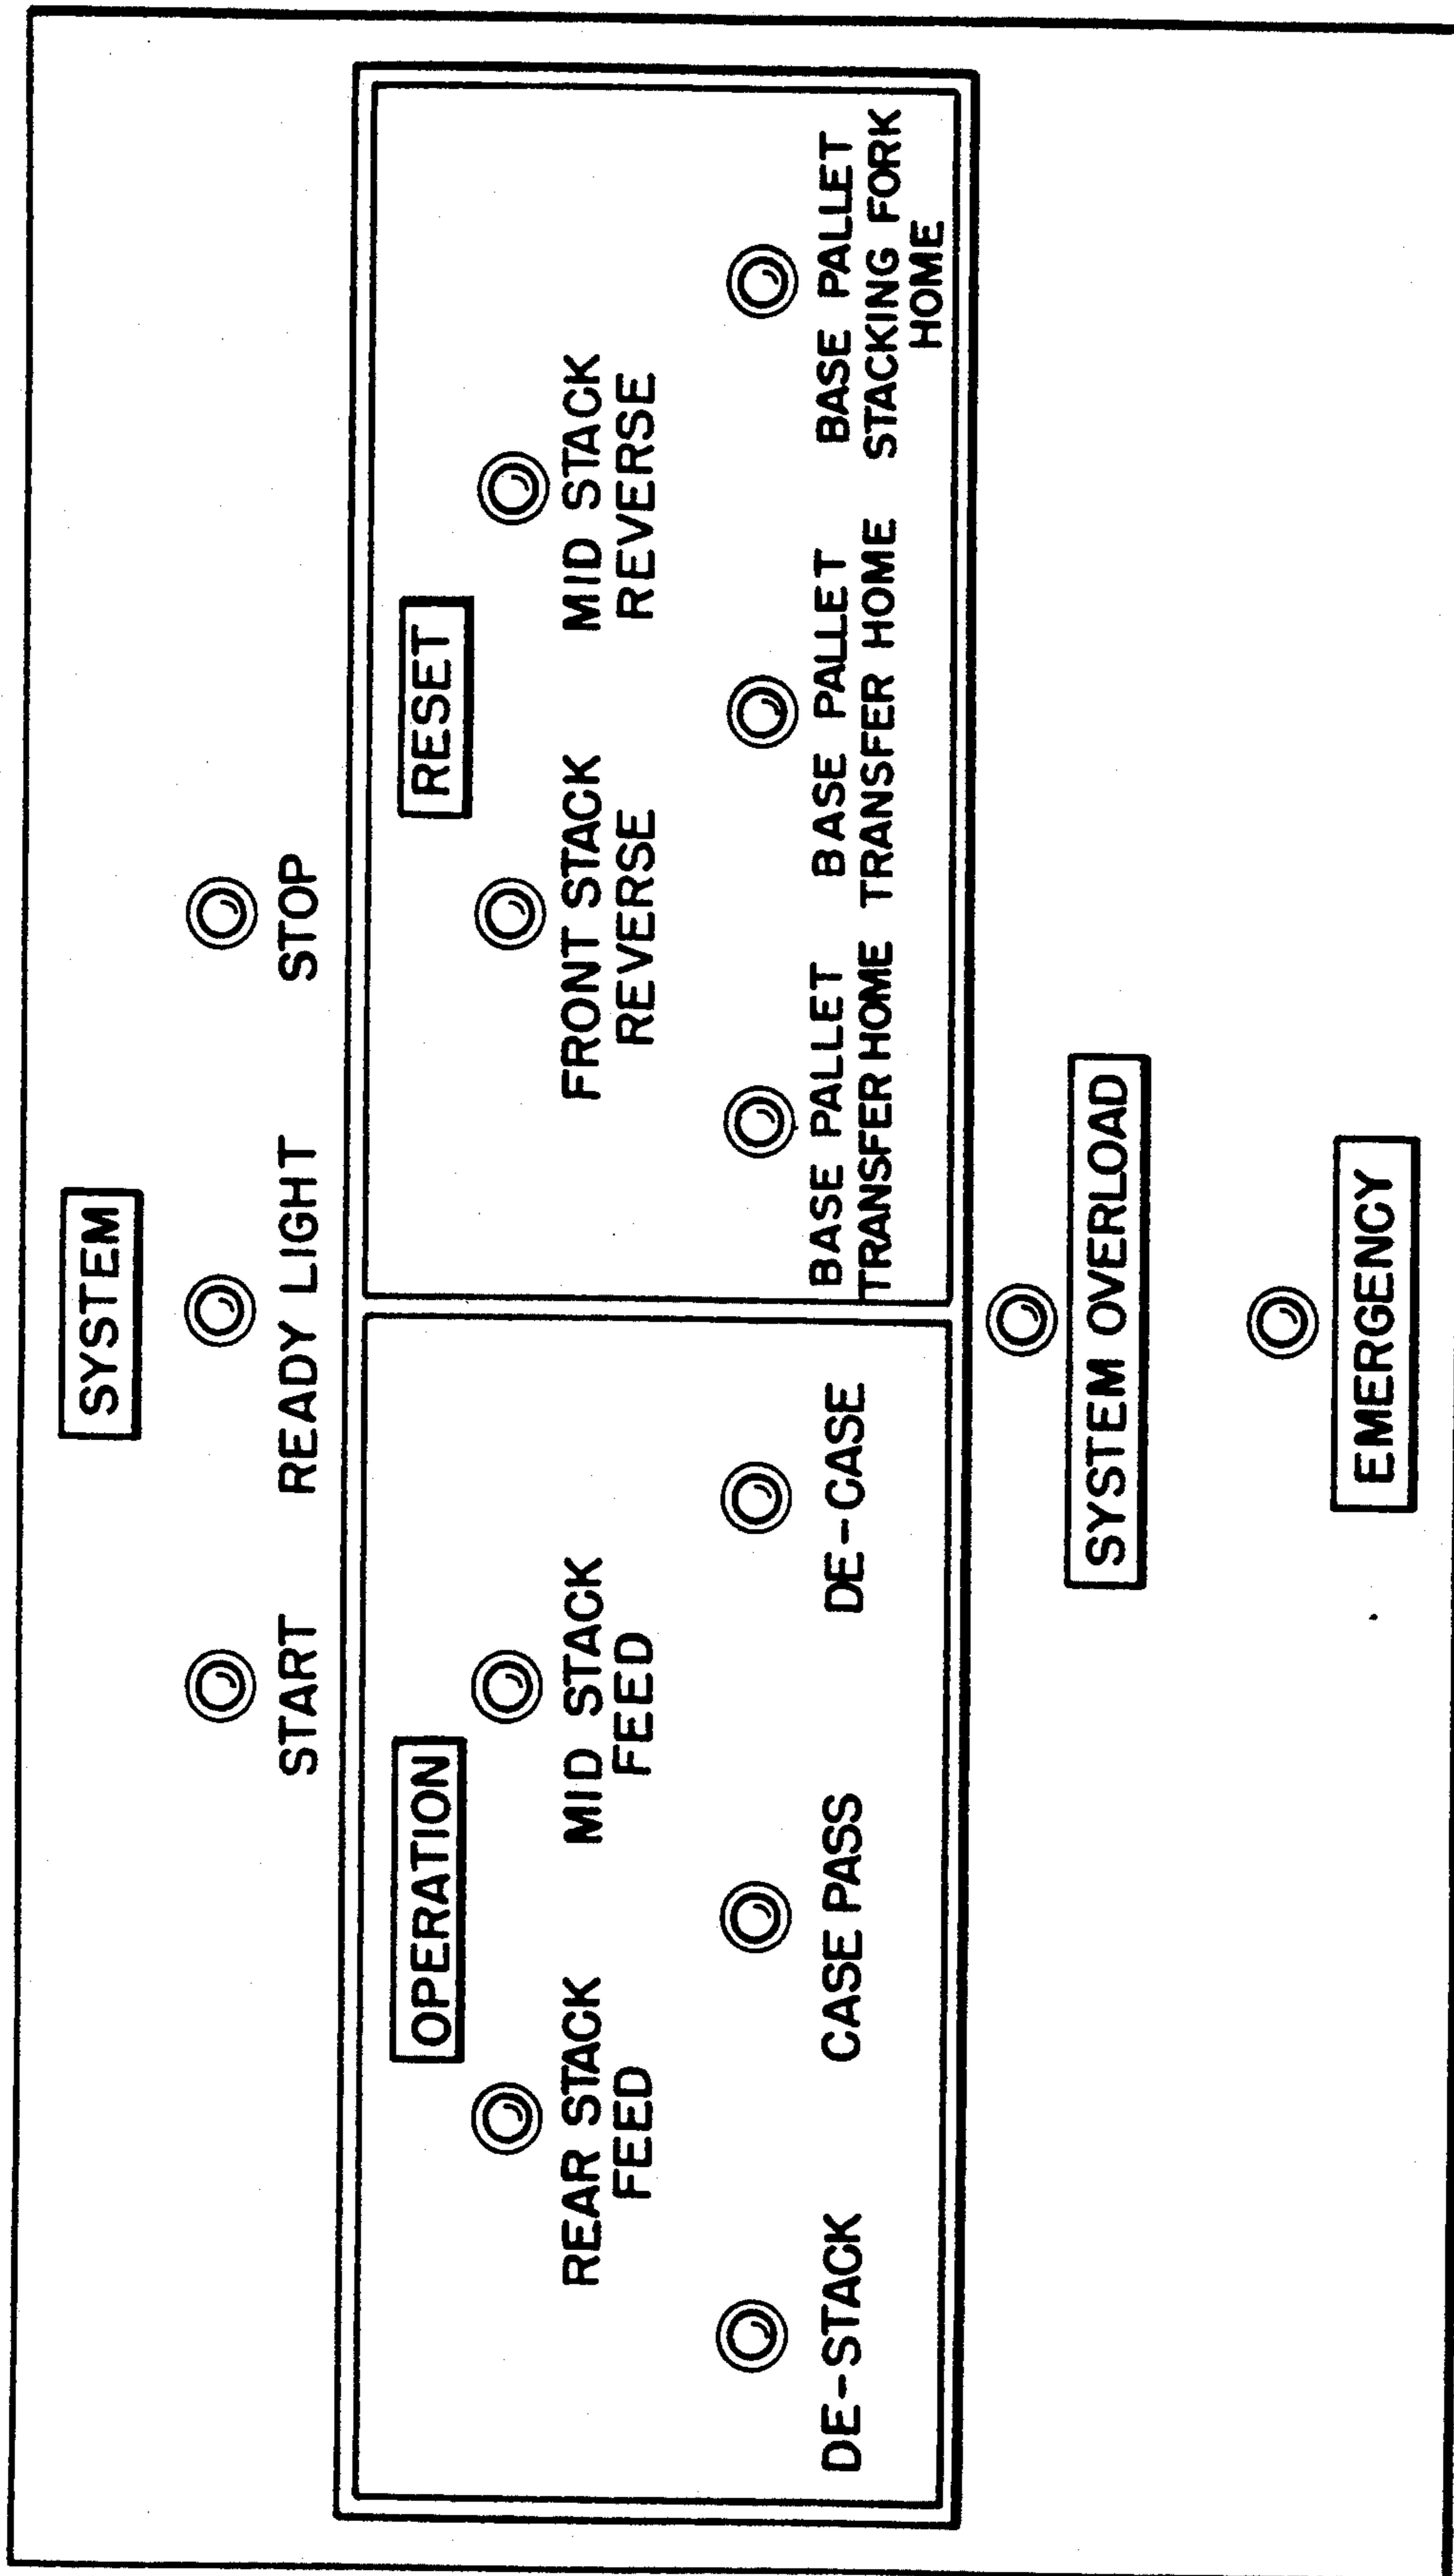 SYSTEM
START
READY LIGHT
STOP
OPERATION
REAR STACK
FEED
MID STACK
FEED
DE-STACK
CASE PASS
DE-CASE
RESET
FRONT STACK
REVERSE
MID STACK
REVERSE
BASE PALLET
TRANSFER HOME
BASE PALLET
TRANSFER HOME
BASE PALLET
STACKING FORK
HOME
SYSTEM OVERLOAD
EMERGENCY